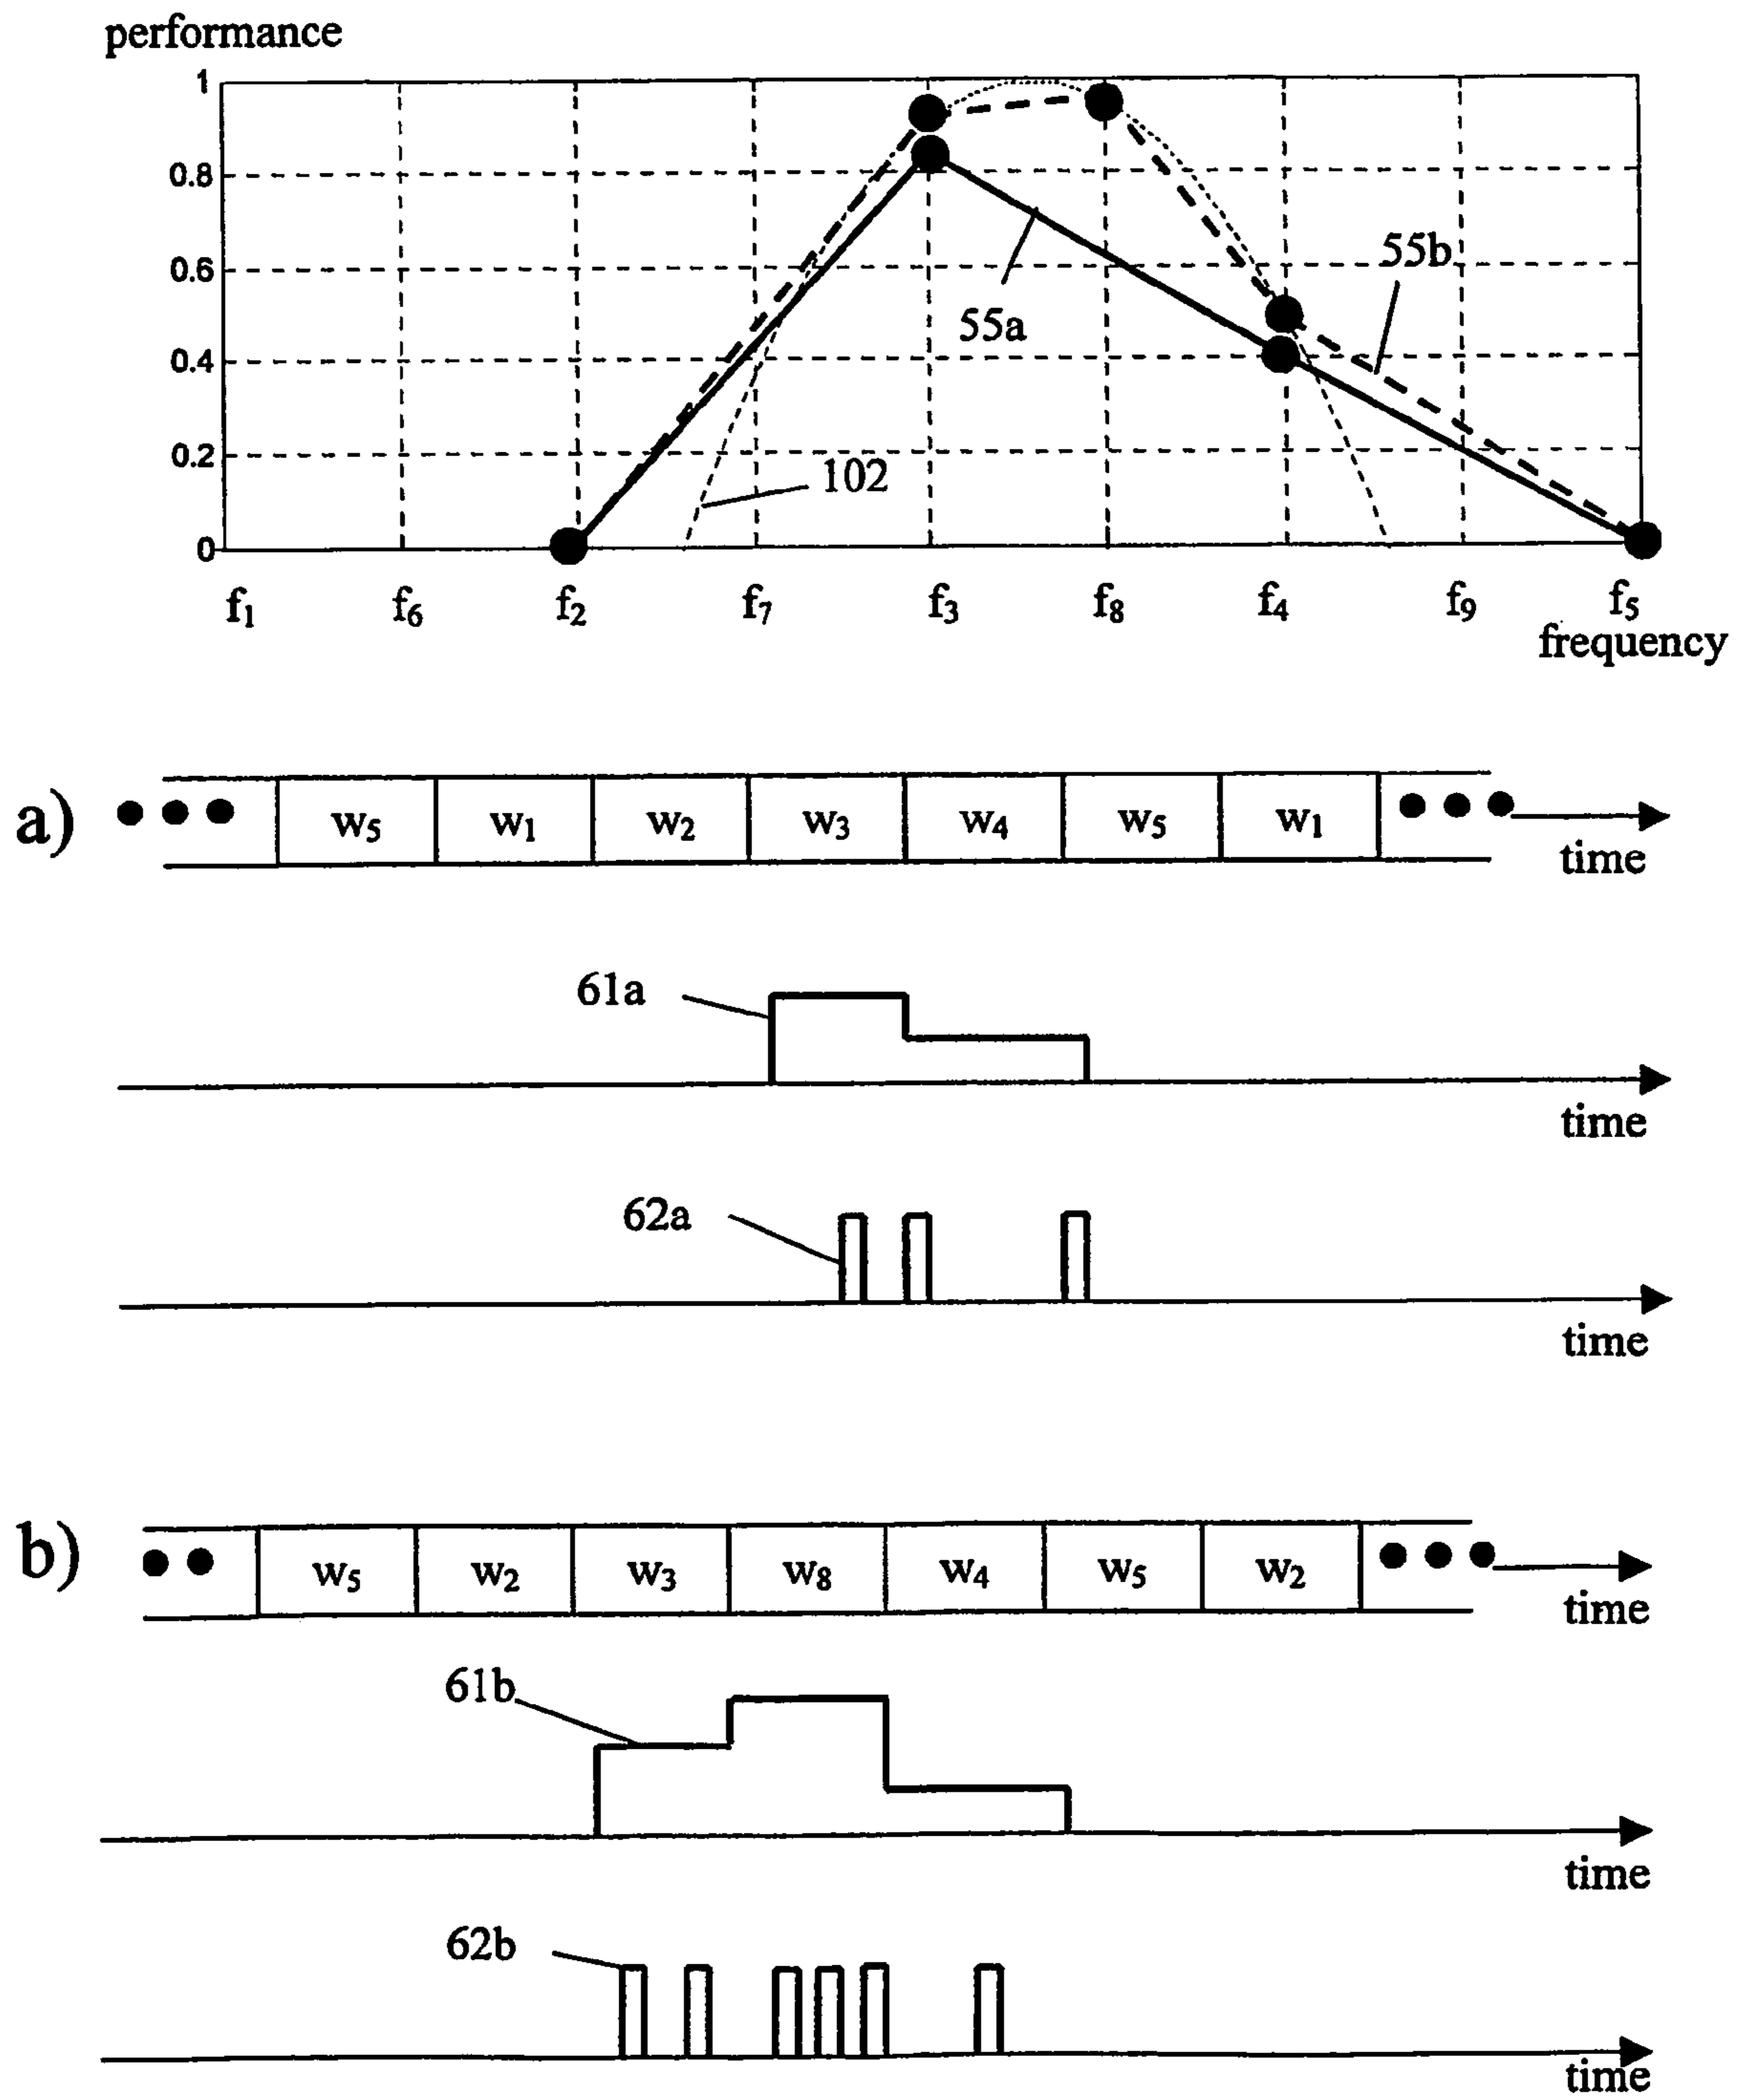 performance
1
0.8
0.6
0.4
0.2
0
55a
55b
102
f₁ f₆ f₂ f₇ f₃ f₈ f₄ f₉ f₅
frequency
a)
w₅ w₁ w₂ w₃ w₄ w₅ w₁
time
61a
time
62a
time
b)
w₅ w₂ w₃ w₈ w₄ w₅ w₂
time
61b
time
62b
time